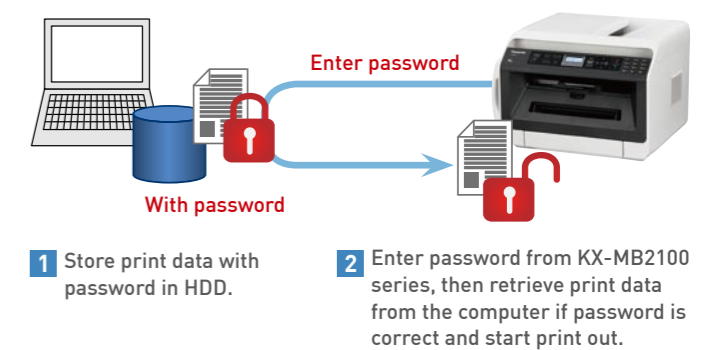 Enter password
With password
1 Store print data with
password in HDD.
2 Enter password from KX-MB2100
series, then retrieve print data
from the computer if password is
correct and start print out.